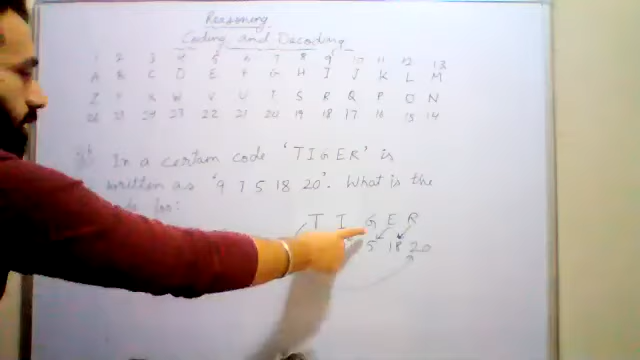 Reasoning
Coding and Decoding
1 2 3 4 5 6 7 8 9 10 11 12 13
A B C D E F G H I J K L M
Z Y X W V U T S R Q P O N
26 25 24 23 22 21 20 19 18 17 16 15 14
In a certain code 'TIGER' is
written as '9 7 5 18 20'. What is the
code for:
T I G E R
5 18 20